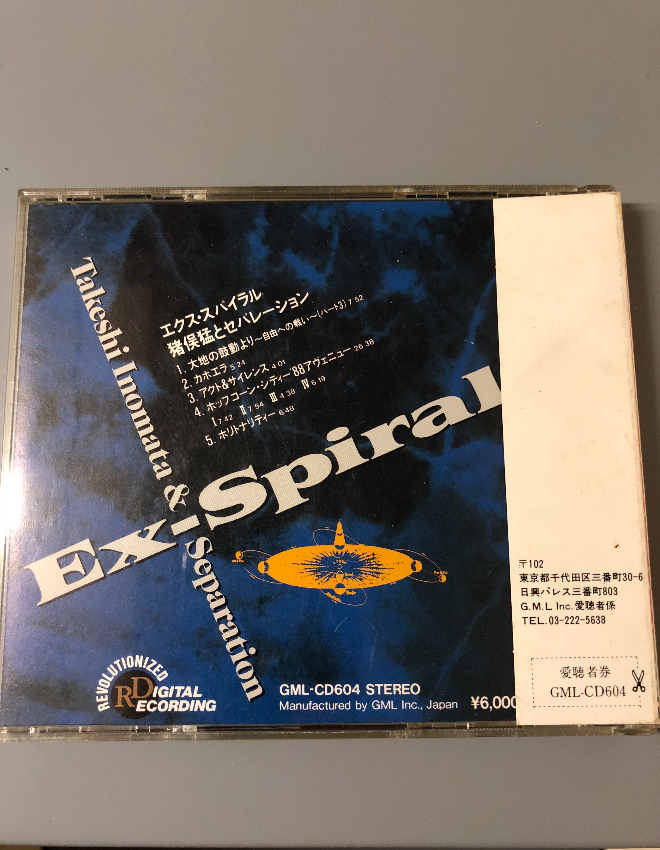 エクス・スパイラル
猪俣猛とセパレーション
1. 大地の鼓動より〜自由への戦い〜(パート3) 7 52
2. カホエラ 5 24
3. アクト&サイレンス 4 01
4. ホップコーン・シティー'88アヴェニュー 26 38
Ⅰ 7 42 Ⅱ 7 54 Ⅲ 4 38 Ⅳ 6 19
5. ホリトナリティー 6 48
Takeshi Inomata & Separation
Ex-Spiral
REVOLUTIONIZED
DIGITAL
RECORDING
GML-CD604 STEREO
Manufactured by GML Inc., Japan
¥6,000
〒102
東京都千代田区三番町30-6
日興パレス三番町803
G.M.L Inc.愛聴者係
TEL.03-222-5638
愛聴者券
GML-CD604